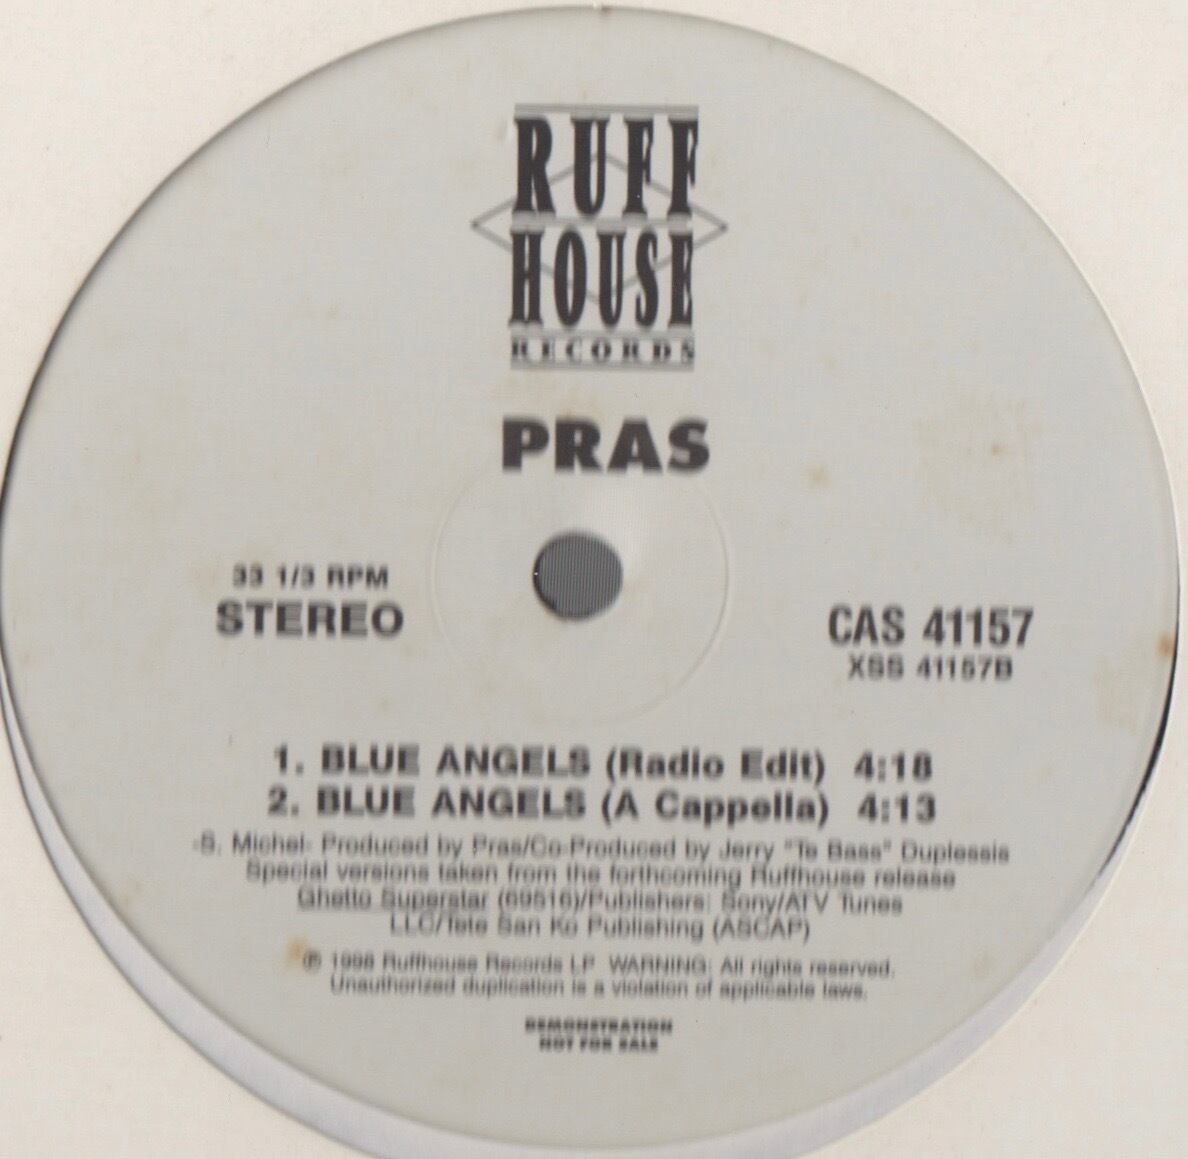 RUFF
HOUSE
RECORDS
PRAS
33 1/3 RPM
STEREO
CAS 41157
XSS 41157B
1. BLUE ANGELS (Radio Edit) 4:18
2. BLUE ANGELS (A Cappella) 4:13
-S. Michel- Produced by Pras/Co-Produced by Jerry "Te Bass" Duplessis
Special versions taken from the forthcoming Ruffhouse release
Ghetto Superstar (69516)/Publishers: Sony/ATV Tunes
LLC/Tete San Ko Publishing (ASCAP)
℗ 1998 Ruffhouse Records LP WARNING: All rights reserved.
Unauthorized duplication is a violation of applicable laws.
DEMONSTRATION
NOT FOR SALE